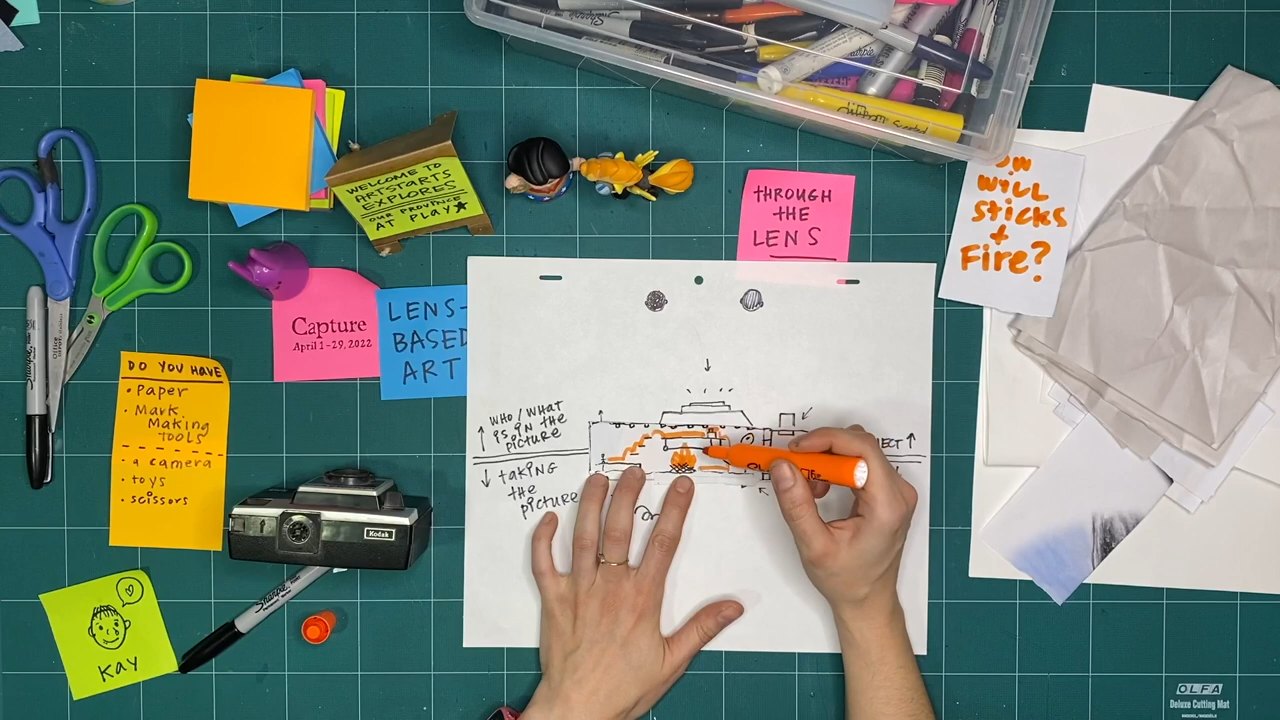 WELCOME TO
ARTSTARTS
EXPLORES
OUR PROVINCE
AT PLAY★
THROUGH
THE
LENS
WILL
STICKS
+
FIRE?
Capture
April 1-29, 2022
LENS-
BASED
ART
DO YOU HAVE
• PAPER
• MARK
MAKING
TOOLS
• a camera
• toys
• scissors
↑ WHO/WHAT
IS IN THE
PICTURE
↓ TAKING
THE
PICTURE
Kodak
Sharpie
KAY
OLFA
Deluxe Cutting Mat